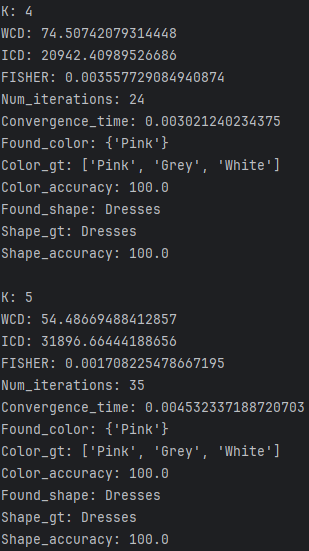 K: 4
WCD: 74.50742079314448
ICD: 20942.40989526686
FISHER: 0.003557729084940874
Num_iterations: 24
Convergence_time: 0.003021240234375
Found_color: {'Pink'}
Color_gt: ['Pink', 'Grey', 'White']
Color_accuracy: 100.0
Found_shape: Dresses
Shape_gt: Dresses
Shape_accuracy: 100.0
K: 5
WCD: 54.48669488412857
ICD: 31896.66444188656
FISHER: 0.001708225478667195
Num_iterations: 35
Convergence_time: 0.004532337188720703
Found_color: {'Pink'}
Color_gt: ['Pink', 'Grey', 'White']
Color_accuracy: 100.0
Found_shape: Dresses
Shape_gt: Dresses
Shape_accuracy: 100.0